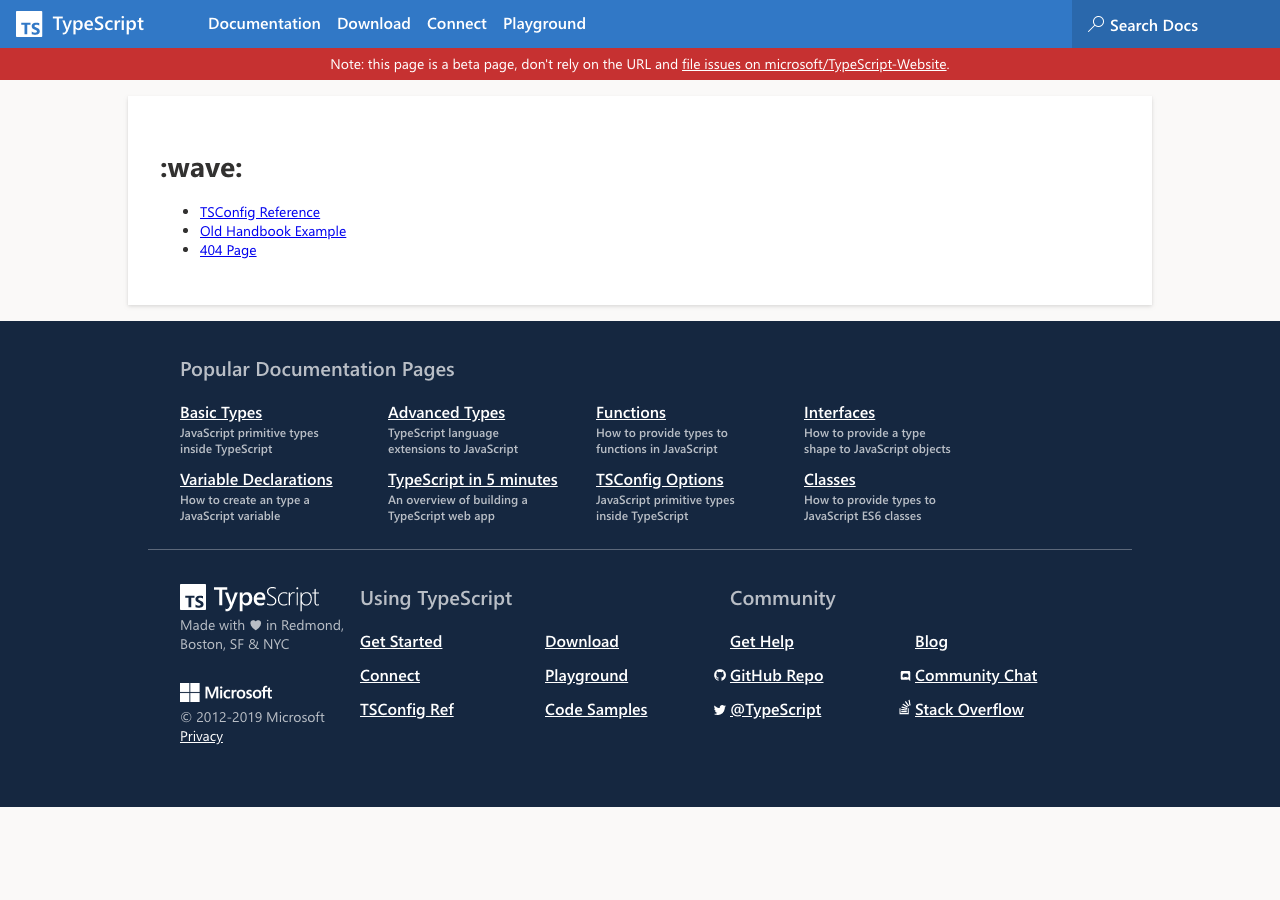 TS TypeScript Documentation Download Connect Playground Search Docs
Note: this page is a beta page, don't rely on the URL and file issues on microsoft/TypeScript-Website.
:wave:
TSConfig Reference
Old Handbook Example
404 Page
Popular Documentation Pages
Basic Types
JavaScript primitive types
inside TypeScript
Advanced Types
TypeScript language
extensions to JavaScript
Functions
How to provide types to
functions in JavaScript
Interfaces
How to provide a type
shape to JavaScript objects
Variable Declarations
How to create an type a
JavaScript variable
TypeScript in 5 minutes
An overview of building a
TypeScript web app
TSConfig Options
JavaScript primitive types
inside TypeScript
Classes
How to provide types to
JavaScript ES6 classes
TS TypeScript
Made with ♥ in Redmond,
Boston, SF & NYC
Microsoft
© 2012-2019 Microsoft
Privacy
Using TypeScript
Get Started
Download
Connect
Playground
TSConfig Ref
Code Samples
Community
Get Help
Blog
GitHub Repo
Community Chat
@TypeScript
Stack Overflow